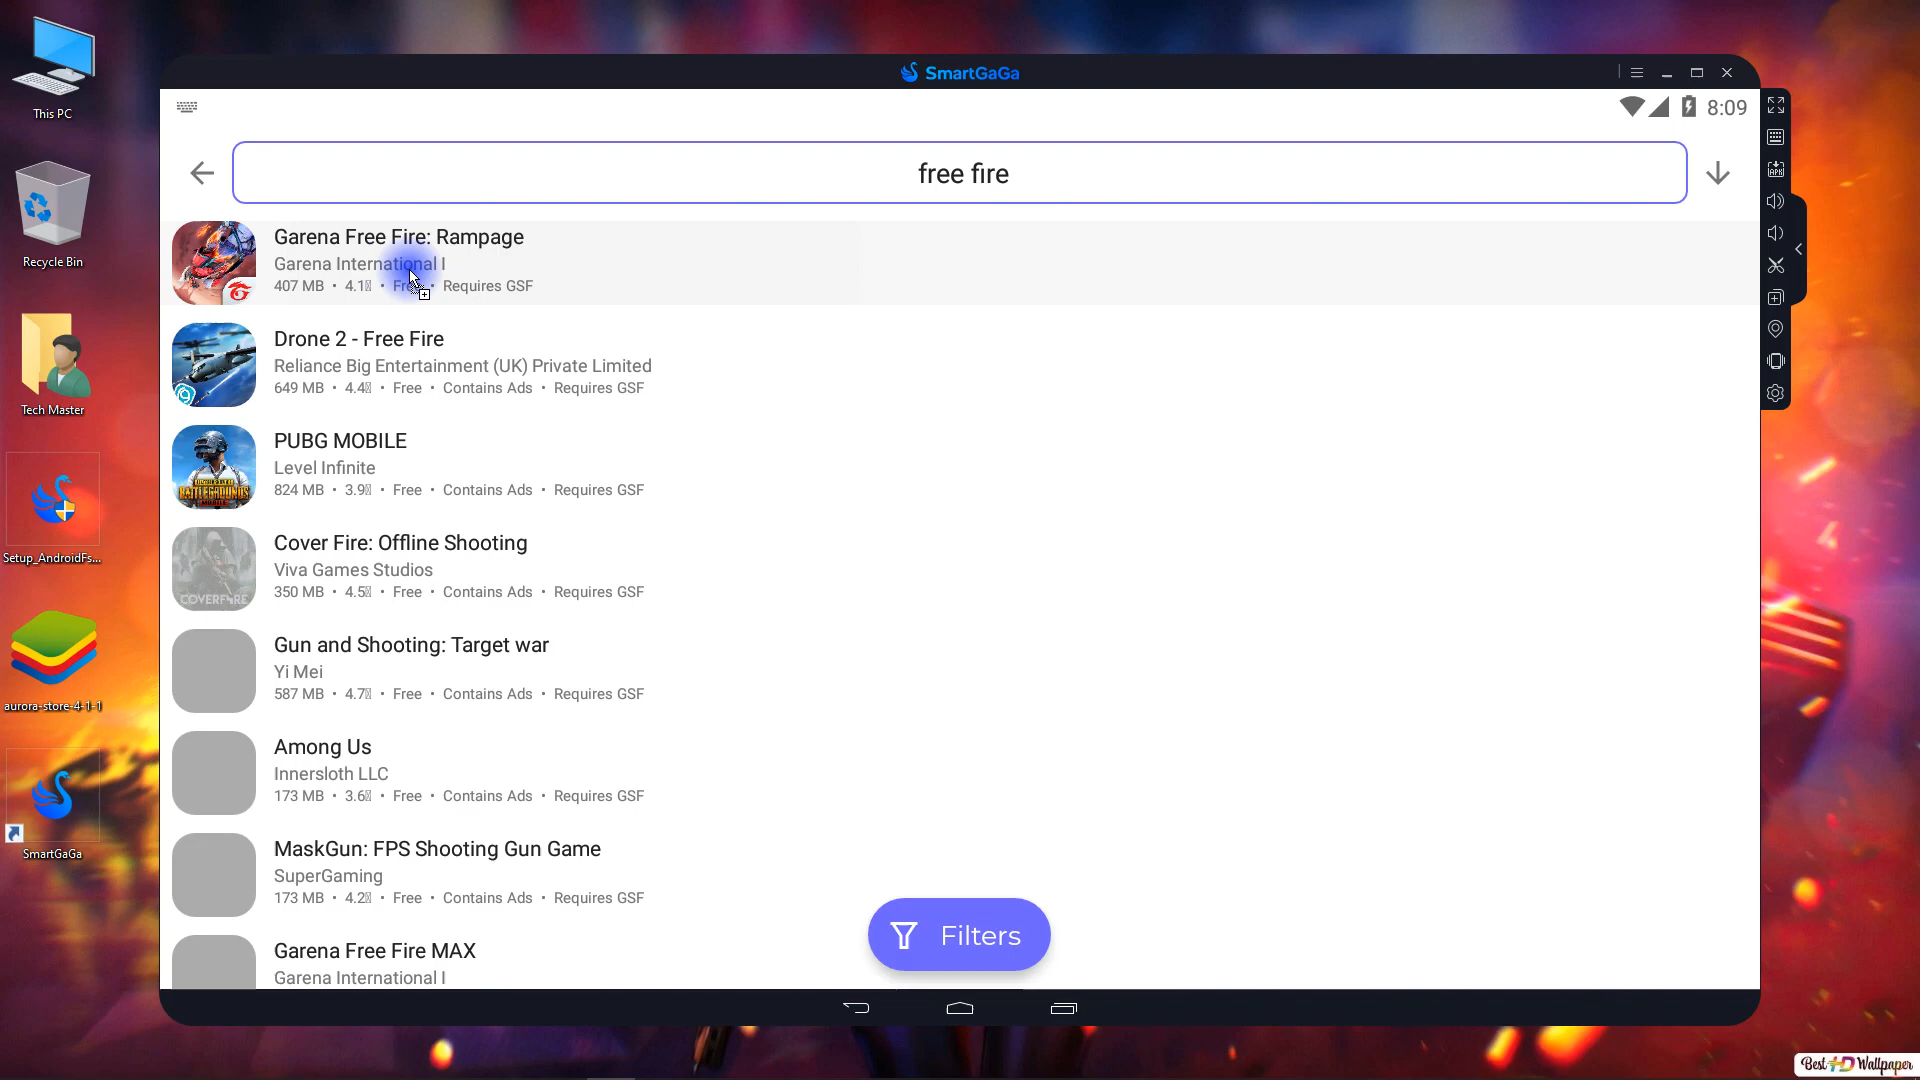 This PC
Recycle Bin
Tech Master
Setup_AndroidFs...
aurora-store-4-1-1
SmartGaGa
SmartGaGa
8:09
free fire
Garena Free Fire: Rampage
Garena International I
407 MB • 4.1 • Free • Requires GSF
Drone 2 - Free Fire
Reliance Big Entertainment (UK) Private Limited
649 MB • 4.4 • Free • Contains Ads • Requires GSF
PUBG MOBILE
Level Infinite
824 MB • 3.9 • Free • Contains Ads • Requires GSF
BATTLEGROUNDS
Cover Fire: Offline Shooting
Viva Games Studios
350 MB • 4.5 • Free • Contains Ads • Requires GSF
COVERFIRE
Gun and Shooting: Target war
Yi Mei
587 MB • 4.7 • Free • Contains Ads • Requires GSF
Among Us
Innersloth LLC
173 MB • 3.6 • Free • Contains Ads • Requires GSF
MaskGun: FPS Shooting Gun Game
SuperGaming
173 MB • 4.2 • Free • Contains Ads • Requires GSF
Garena Free Fire MAX
Garena International I
Filters
APK
Best HD Wallpaper